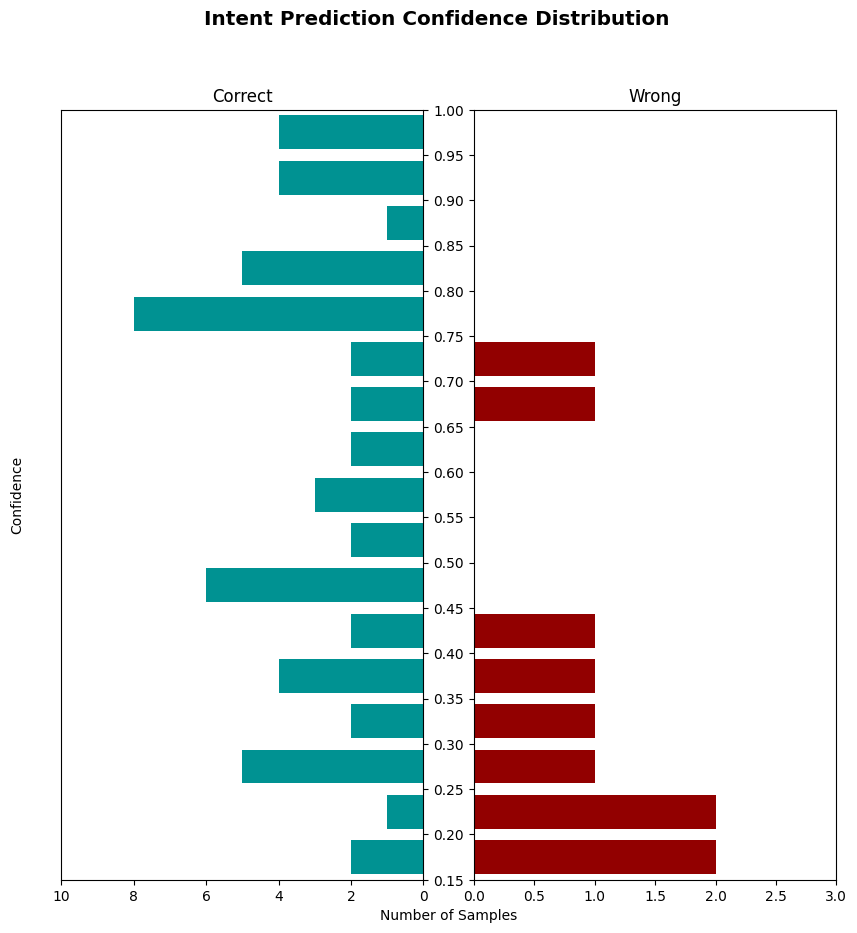 Intent Prediction Confidence Distribution
Correct
Wrong
1.00
0.95
0.90
0.85
0.80
0.75
0.70
0.65
0.60
0.55
0.50
0.45
0.40
0.35
0.30
0.25
0.20
0.15
Confidence
10 8 6 4 2 0
0.0 0.5 1.0 1.5 2.0 2.5 3.0
Number of Samples